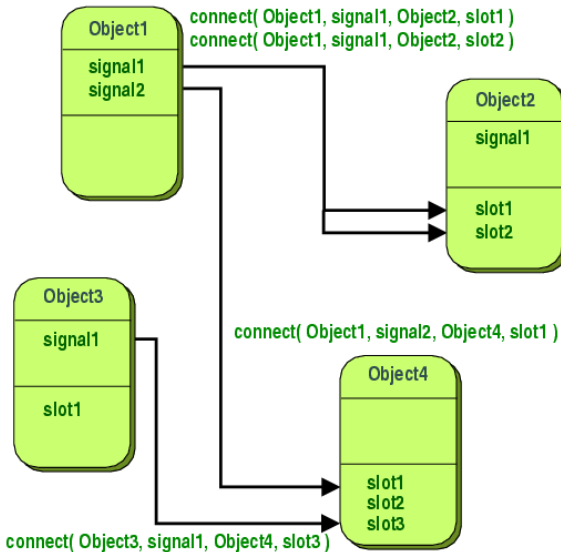 connect( Object1, signal1, Object2, slot1 )
connect( Object1, signal1, Object2, slot2 )
Object1
signal1
signal2
Object2
signal1
slot1
slot2
Object3
signal1
slot1
connect( Object1, signal2, Object4, slot1 )
Object4
slot1
slot2
slot3
connect( Object3, signal1, Object4, slot3 )